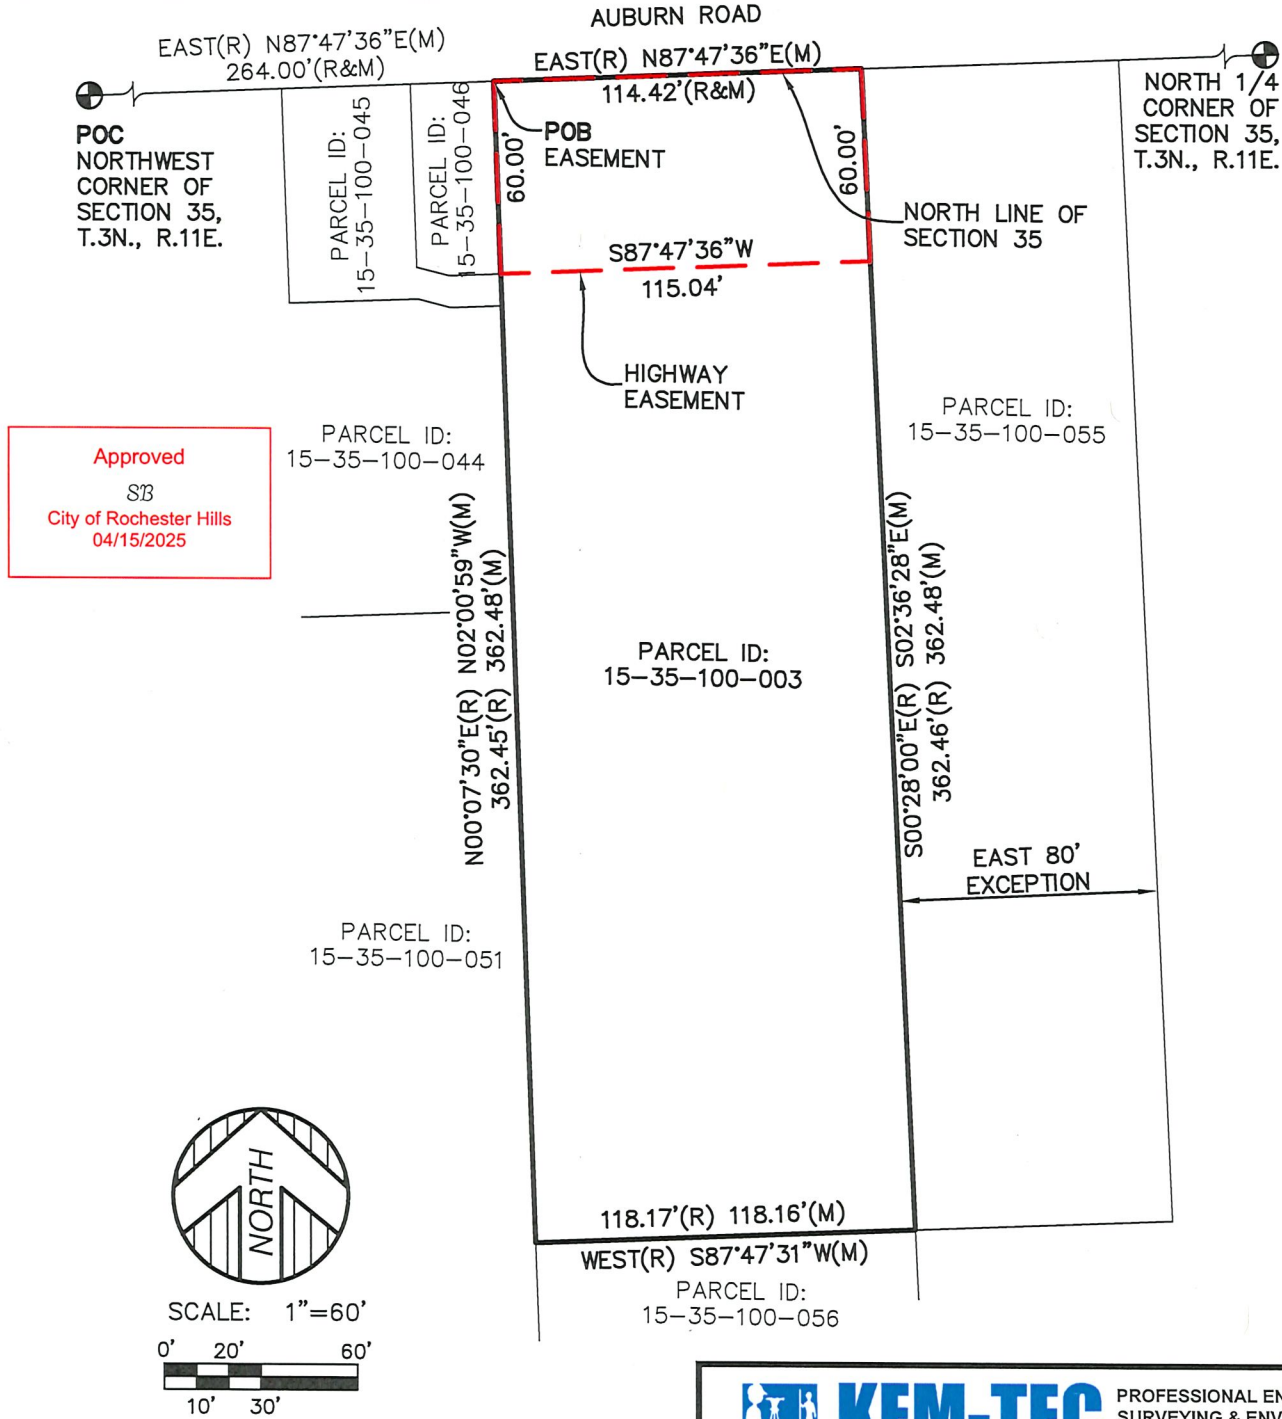 AUBURN ROAD
EAST(R) N87°47'36"E(M)
264.00'(R&M)
EAST(R) N87°47'36"E(M)
114.42'(R&M)
POC
NORTHWEST
CORNER OF
SECTION 35,
T.3N., R.11E.
PARCEL ID:
15-35-100-045
PARCEL ID:
15-35-100-046
60.00'
POB
EASEMENT
60.00'
NORTH 1/4
CORNER OF
SECTION 35,
T.3N., R.11E.
NORTH LINE OF
SECTION 35
S87°47'36"W
115.04'
HIGHWAY
EASEMENT
PARCEL ID:
15-35-100-055
PARCEL ID:
15-35-100-044
Approved
SB
City of Rochester Hills
04/15/2025
N00°07'30"E(R) N02°00'59"W(M)
362.45'(R) 362.48'(M)
PARCEL ID:
15-35-100-003
S00°28'00"E(R) S02°36'28"E(M)
362.46'(R) 362.48'(M)
EAST 80'
EXCEPTION
PARCEL ID:
15-35-100-051
NORTH
118.17'(R) 118.16'(M)
WEST(R) S87°47'31"W(M)
PARCEL ID:
15-35-100-056
SCALE: 1"=60'
0' 20' 60'
10' 30'
KEM-TEC
PROFESSIONAL EN
SURVEYING & ENV